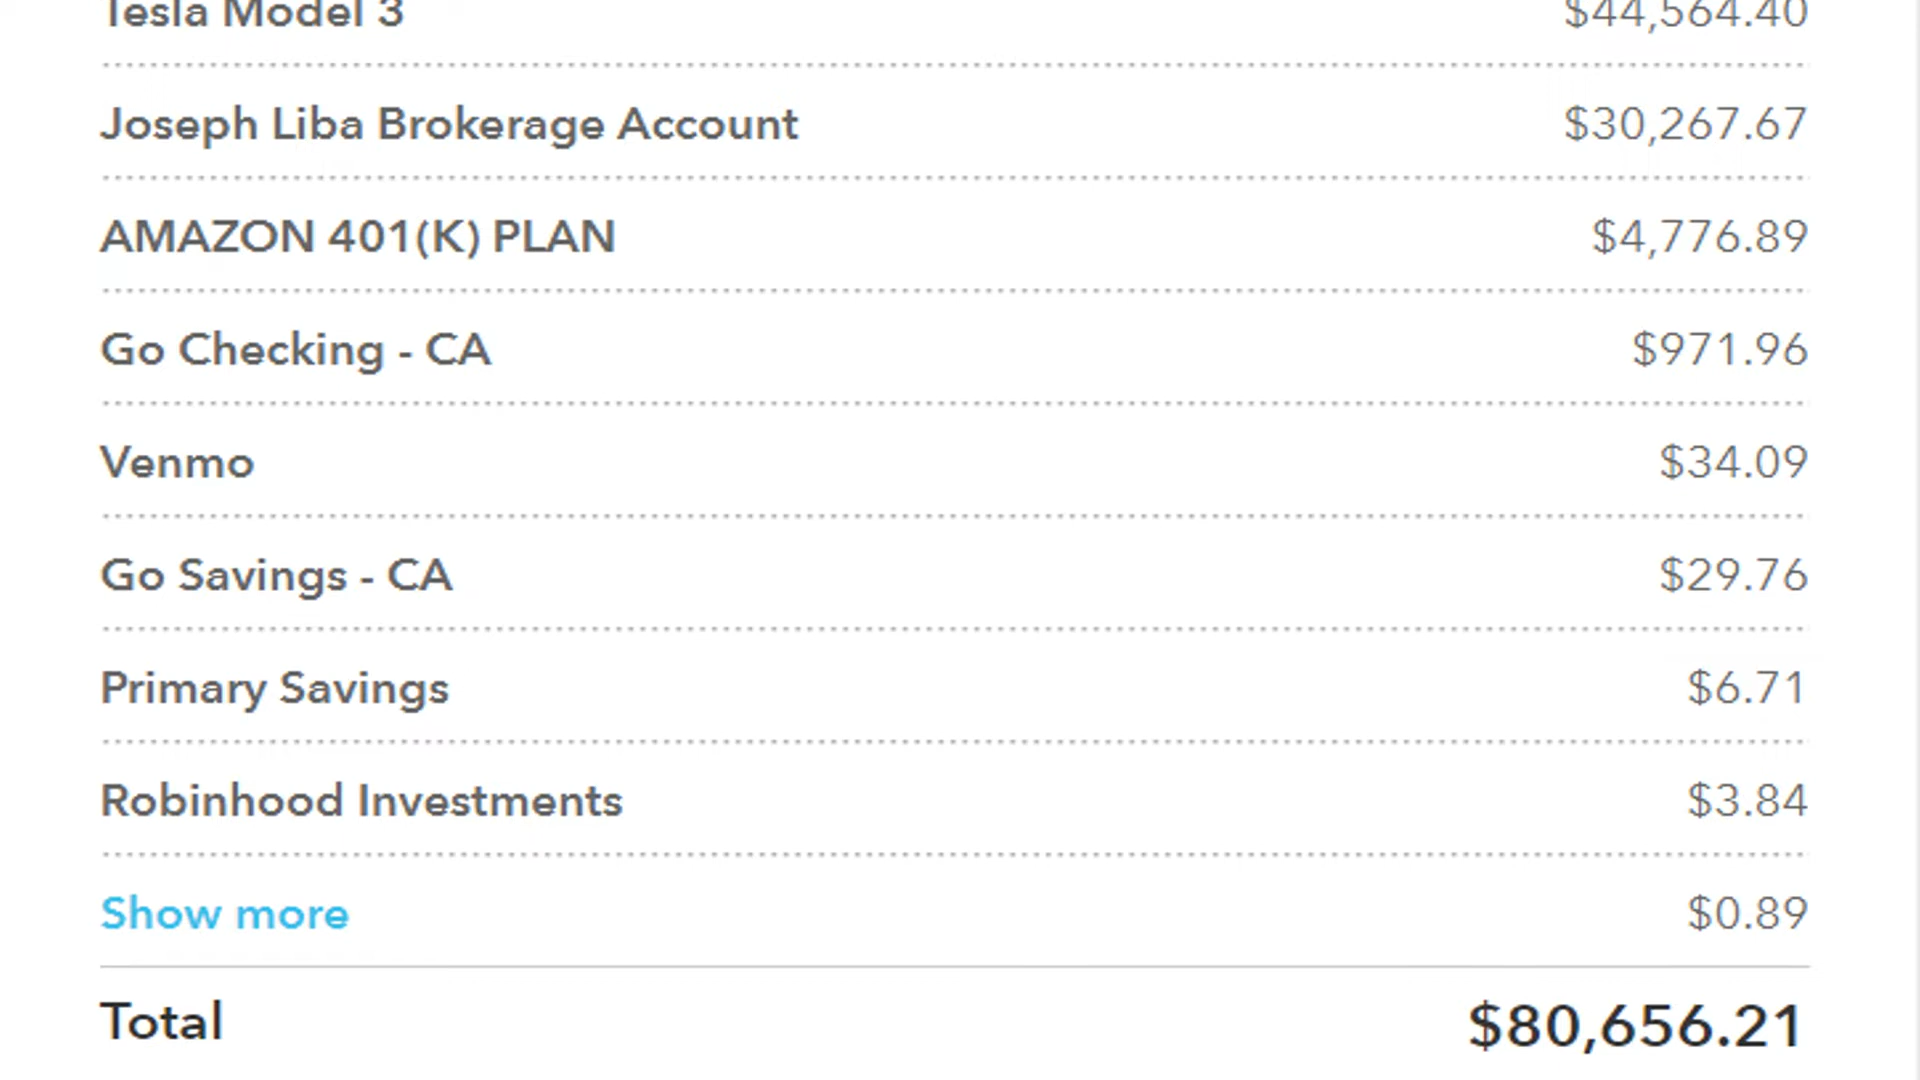 Tesla Model 3 $44,564.40
Joseph Liba Brokerage Account $30,267.67
AMAZON 401(K) PLAN $4,776.89
Go Checking - CA $971.96
Venmo $34.09
Go Savings - CA $29.76
Primary Savings $6.71
Robinhood Investments $3.84
Show more $0.89
Total $80,656.21